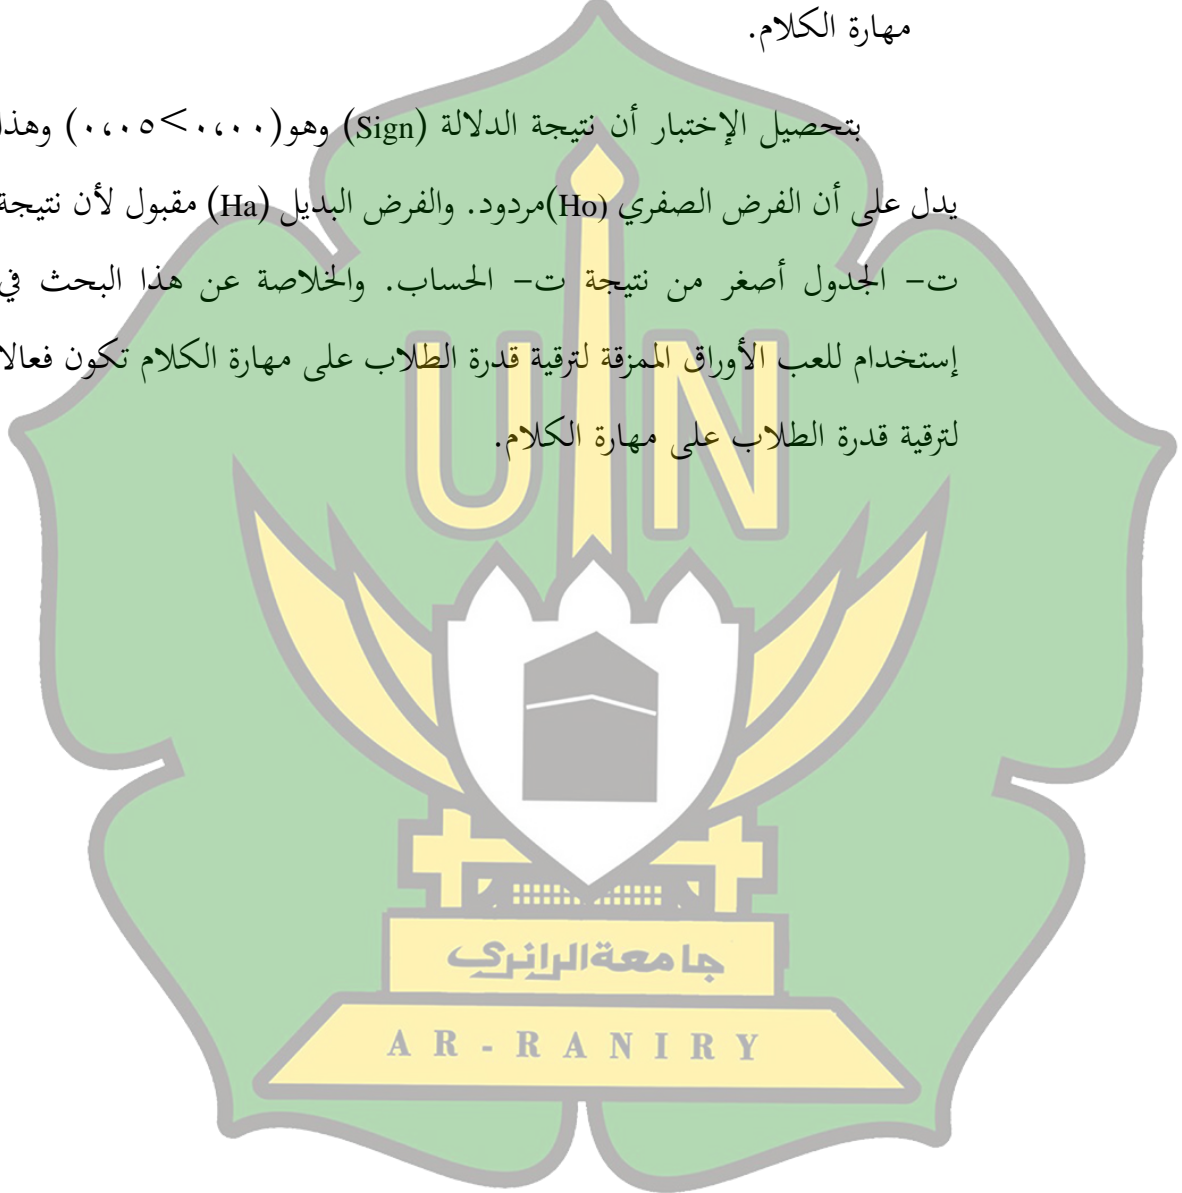 مهارة الكلام.
بتحصيل الإختبار أن نتيجة الدلالة (Sign) وهو(٠،٠٥<٠،٠٠) وهذا
يدل على أن الفرض الصفري (Ho)مردود. والفرض البديل (Ha) مقبول لأن نتيجة
ت- الجدول أصغر من نتيجة ت- الحساب. والخلاصة عن هذا البحث في
إستخدام للعب الأوراق الممزقة لترقية قدرة الطلاب على مهارة الكلام تكون فعالا
لترقية قدرة الطلاب على مهارة الكلام.
UIN
جامعةالرانري
AR-RANIRY